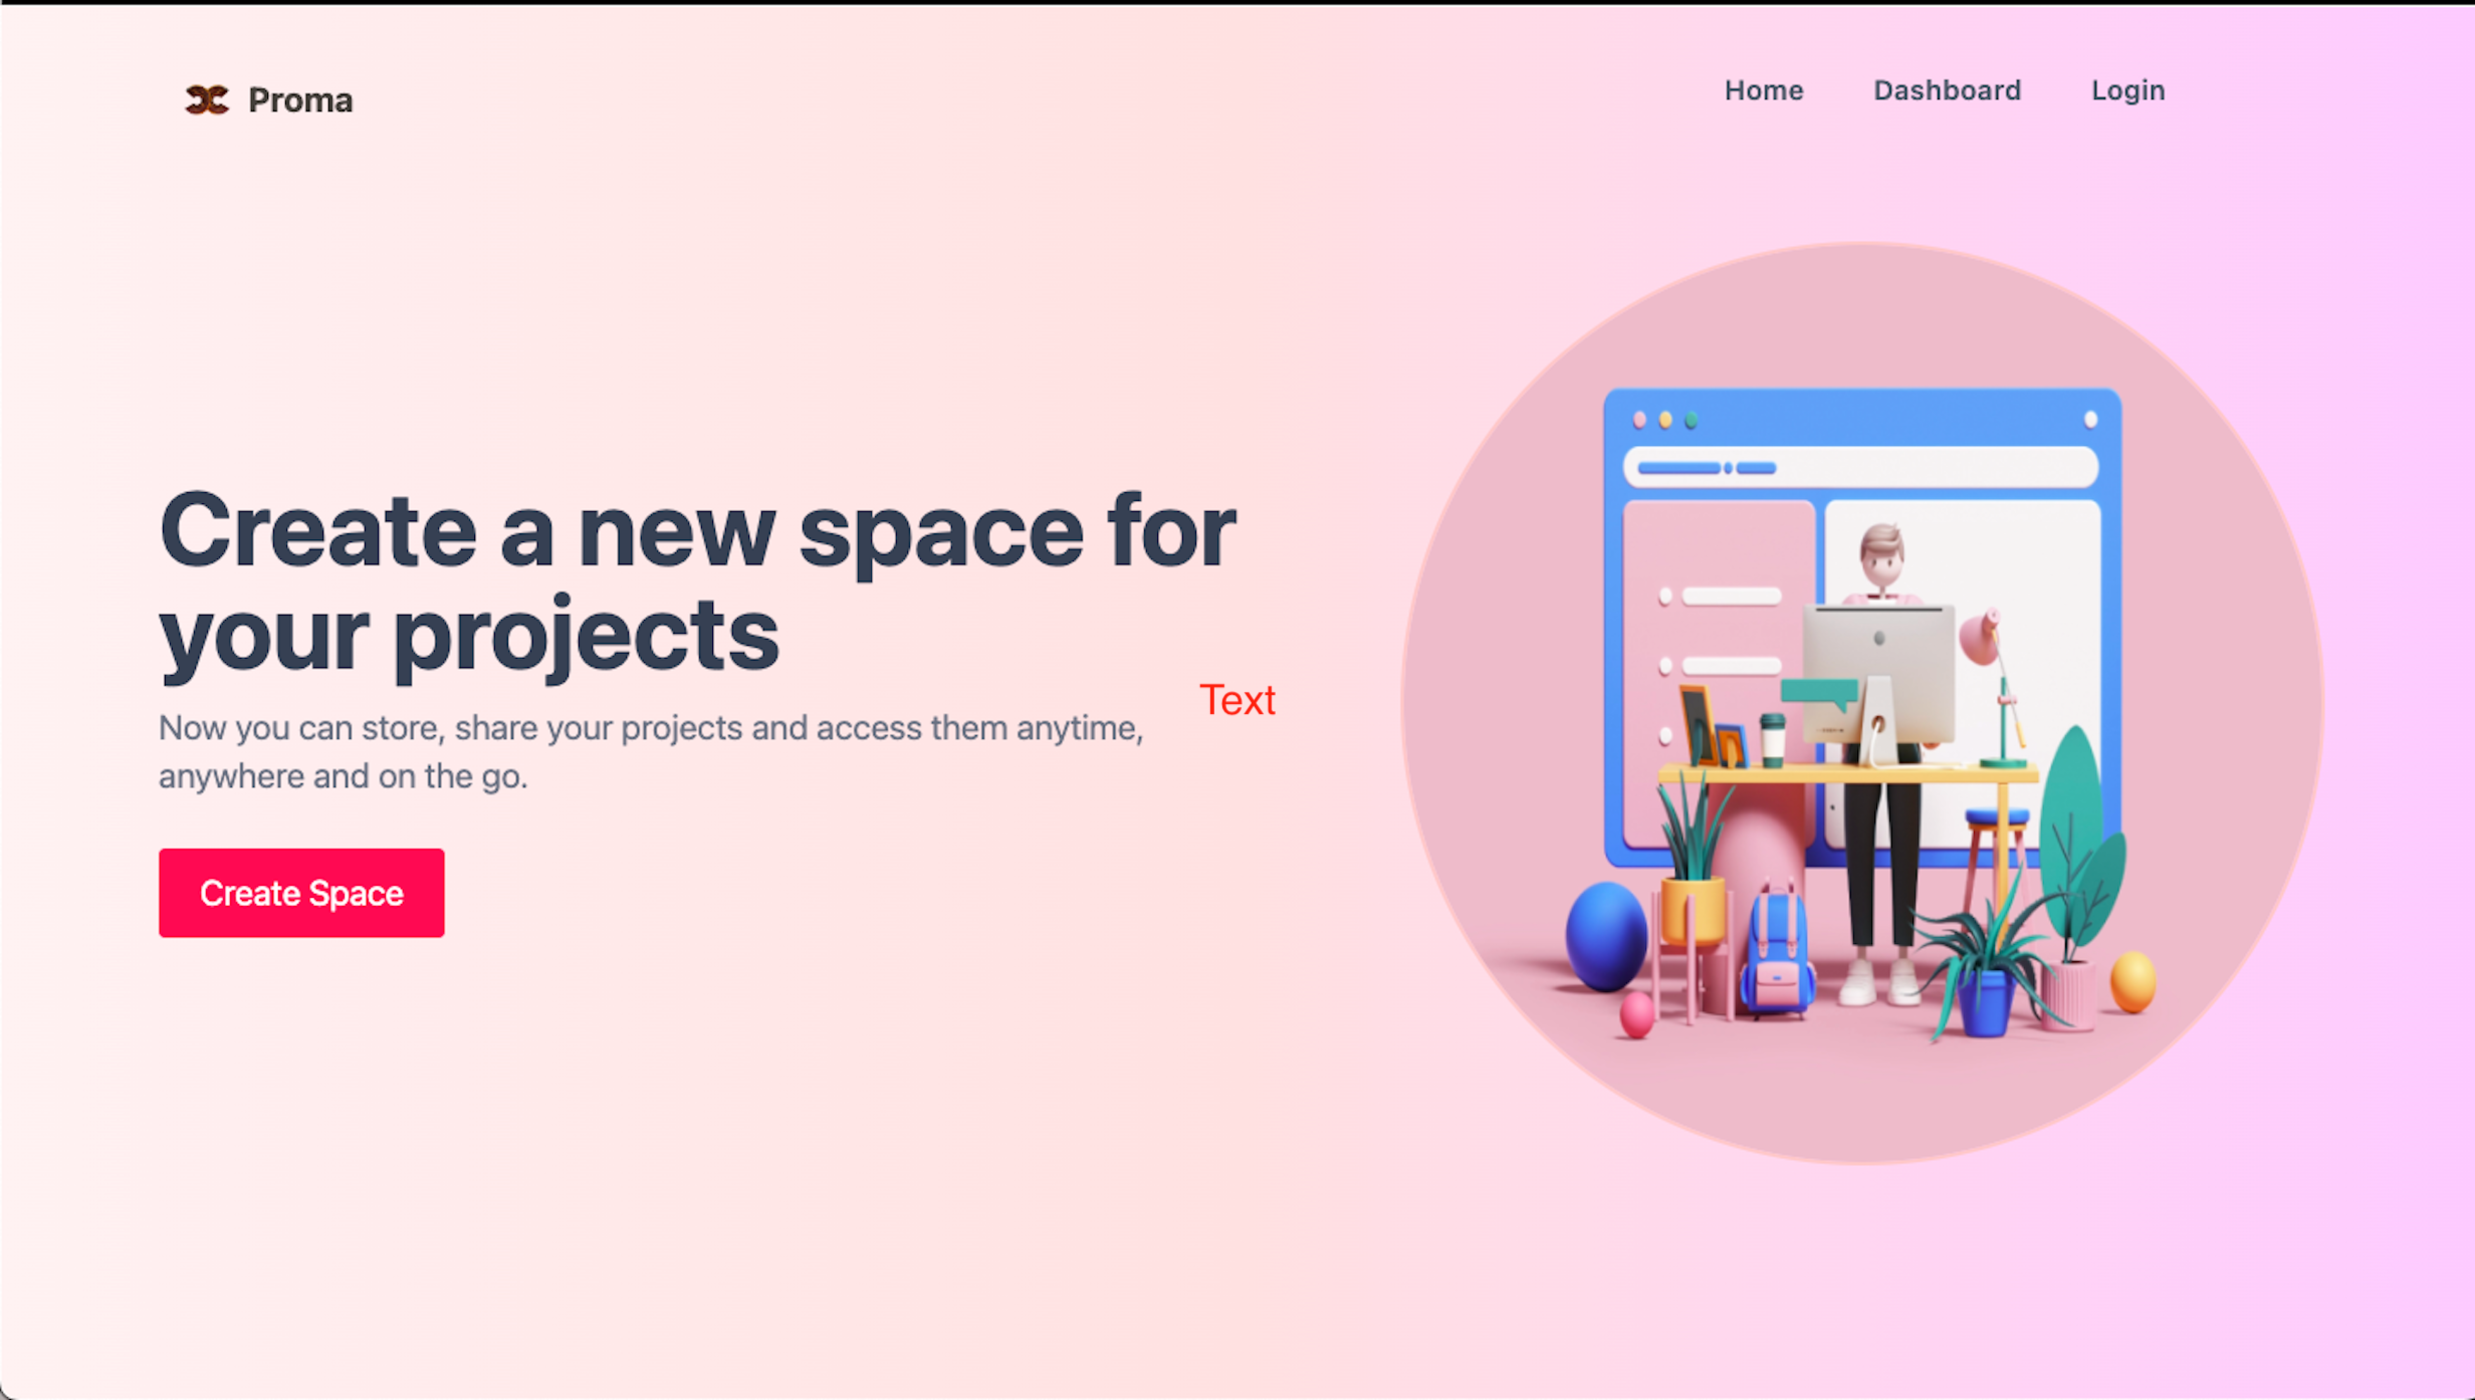 Proma
Home Dashboard Login
Create a new space for
your projects
Text
Now you can store, share your projects and access them anytime,
anywhere and on the go.
Create Space